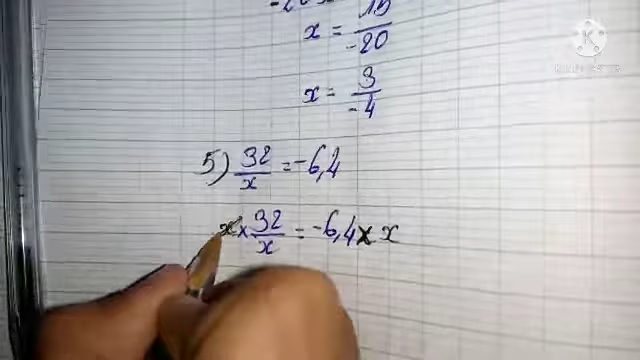 x = 15/-20
x = 3/-4
5) 32/x = -6,4
x × 32/x = -6,4 × x